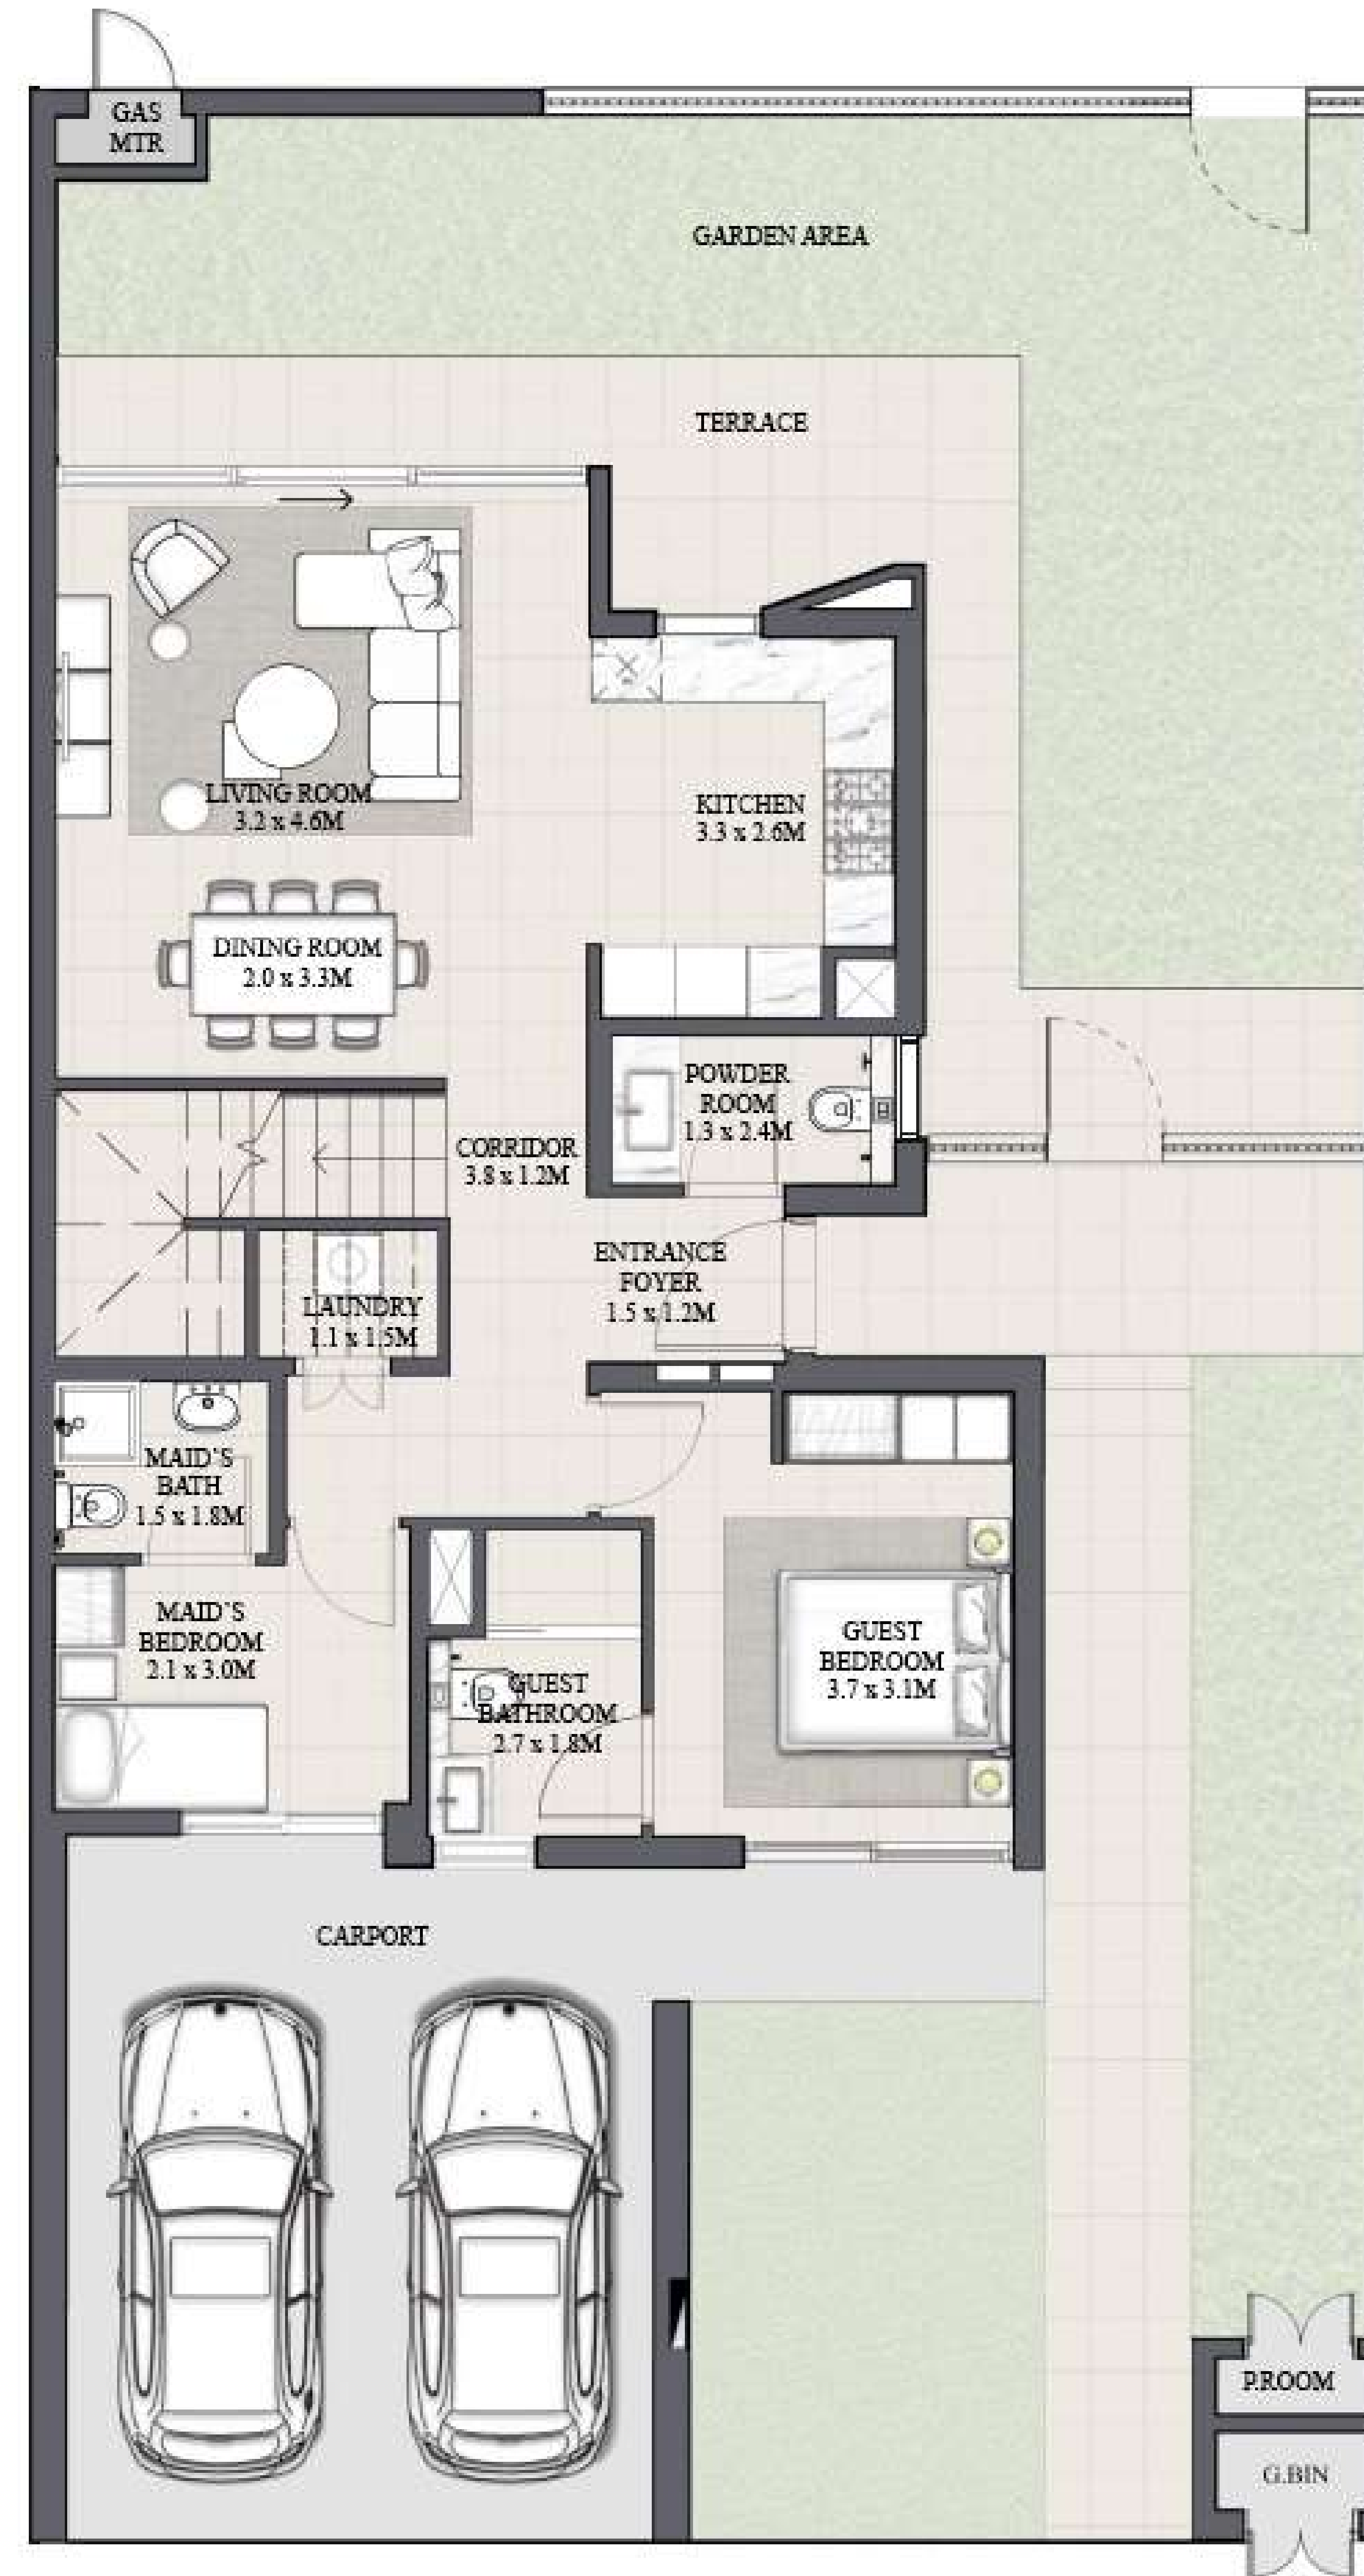 GAS
MTR
GARDEN AREA
TERRACE
LIVING ROOM
3.2 x 4.6M
KITCHEN
3.3 x 2.6M
DINING ROOM
2.0 x 3.3M
POWDER
ROOM
1.3 x 2.4M
CORRIDOR
3.8 x 1.2M
ENTRANCE
FOYER
1.5 x 1.2M
LAUNDRY
1.1 x 1.5M
MAID'S
BATH
1.5 x 1.8M
MAID'S
BEDROOM
2.1 x 3.0M
GUEST
BEDROOM
3.7 x 3.1M
GUEST
BATHROOM
2.7 x 1.8M
CARPORT
P.ROOM
G.BIN